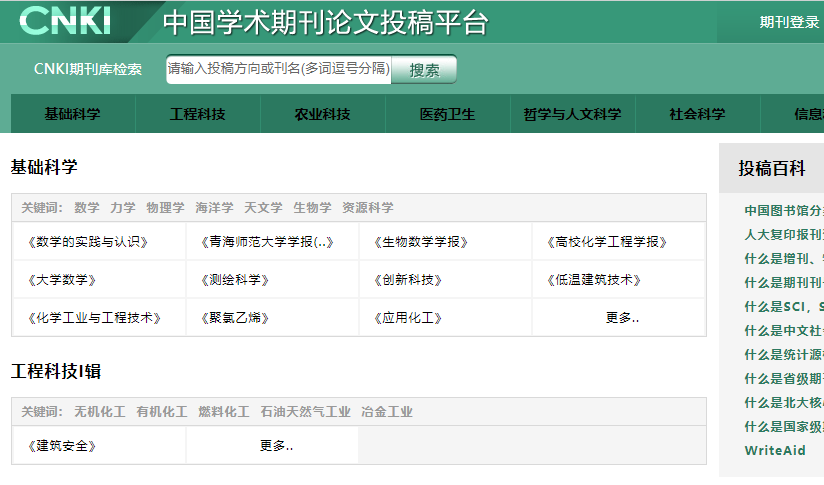 CNKI 中国学术期刊论文投稿平台 期刊登录
CNKI期刊库检索 请输入投稿方向或刊名(多词逗号分隔) 搜索
基础科学 工程科技 农业科技 医药卫生 哲学与人文科学 社会科学 信息
基础科学
关键词: 数学 力学 物理学 海洋学 天文学 生物学 资源科学
《数学的实践与认识》 《青海师范大学学报(..》 《生物数学学报》 《高校化学工程学报》
《大学数学》 《测绘科学》 《创新科技》 《低温建筑技术》
《化学工业与工程技术》 《聚氯乙烯》 《应用化工》 更多..
工程科技I辑
关键词: 无机化工 有机化工 燃料化工 石油天然气工业 冶金工业
《建筑安全》 更多..
投稿百科
中国图书馆分
人大复印报刊
什么是增刊、
什么是期刊刊
什么是SCI, S
什么是中文社
什么是统计源
什么是省级期
什么是北大核
什么是国家级
WriteAid